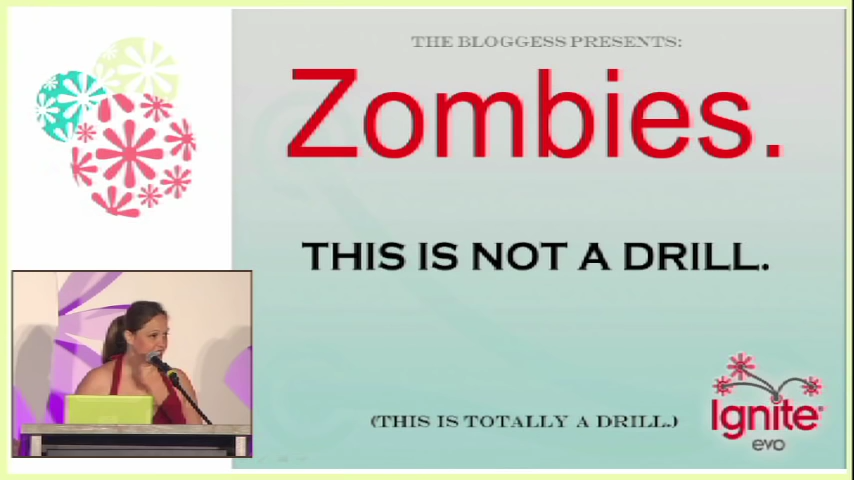 THE BLOGGESS PRESENTS:
Zombies.
THIS IS NOT A DRILL.
(THIS IS TOTALLY A DRILL.)
Ignite
evo